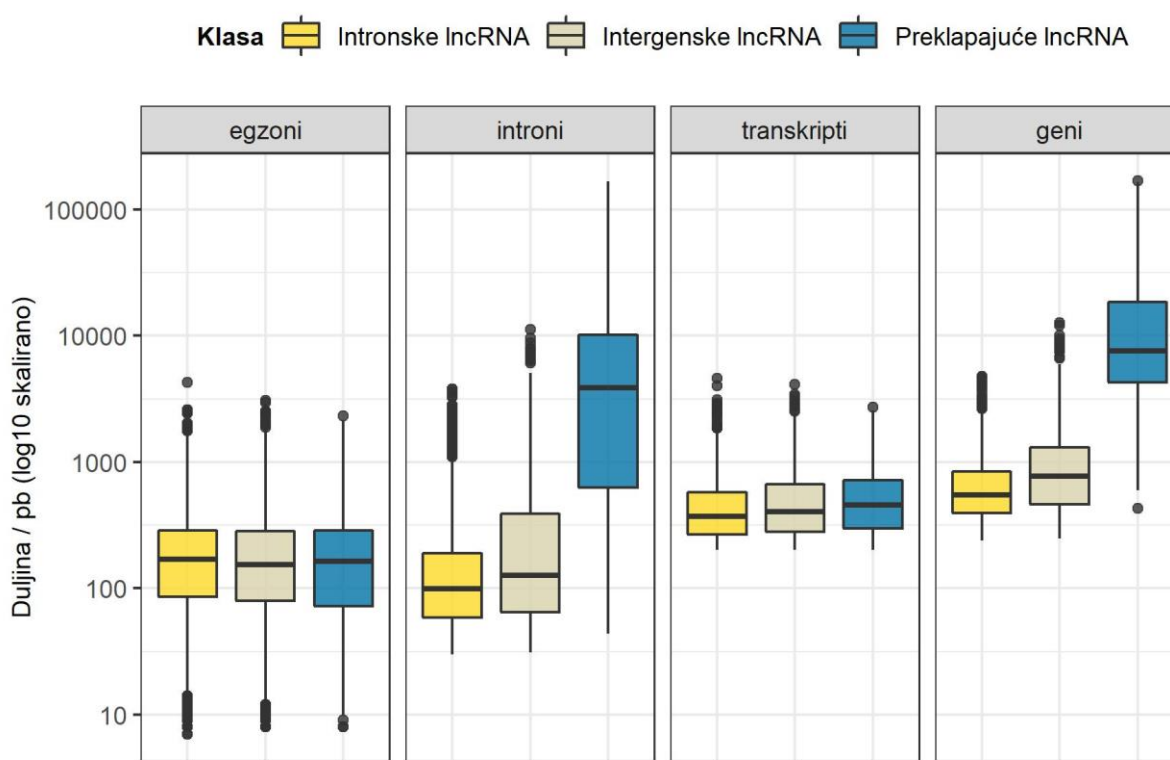 Klasa Intronske lncRNA Intergenske lncRNA Preklapajuće lncRNA
egzoni introni transkripti geni
Duljina / pb (log10 skalirano)
100000
10000
1000
100
10